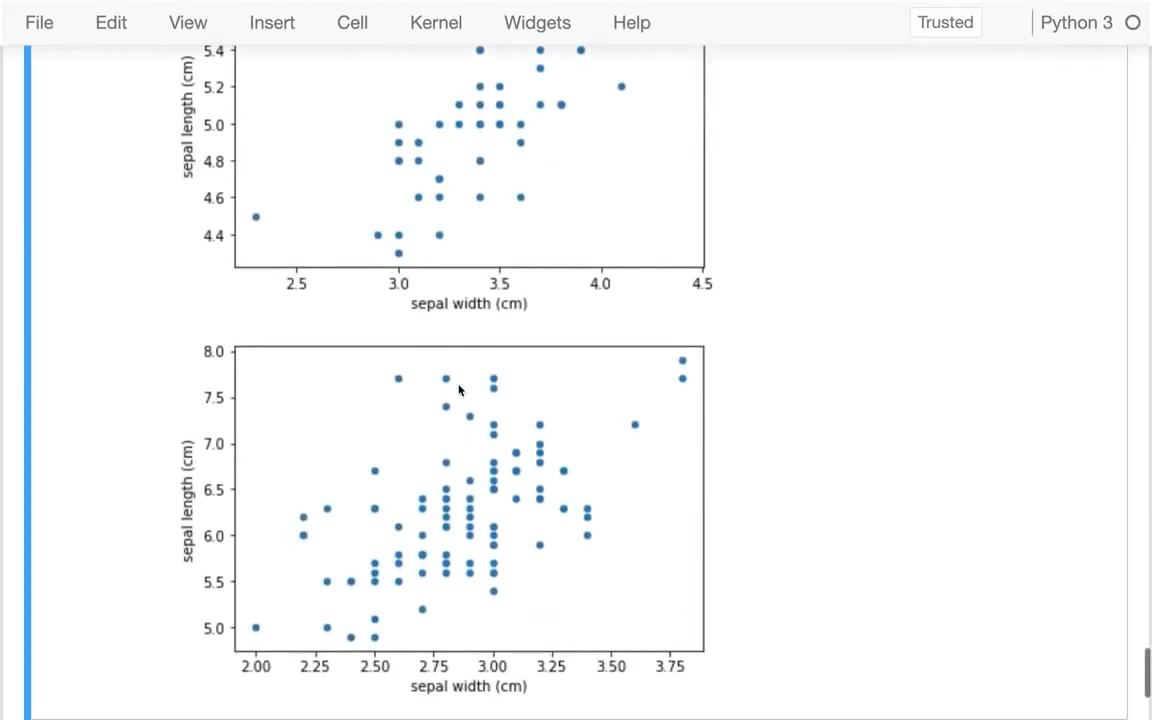 File Edit View Insert Cell Kernel Widgets Help Trusted Python 3
5.4
5.2
5.0
4.8
4.6
4.4
sepal length (cm)
2.5 3.0 3.5 4.0 4.5
sepal width (cm)
8.0
7.5
7.0
6.5
6.0
5.5
5.0
sepal length (cm)
2.00 2.25 2.50 2.75 3.00 3.25 3.50 3.75
sepal width (cm)